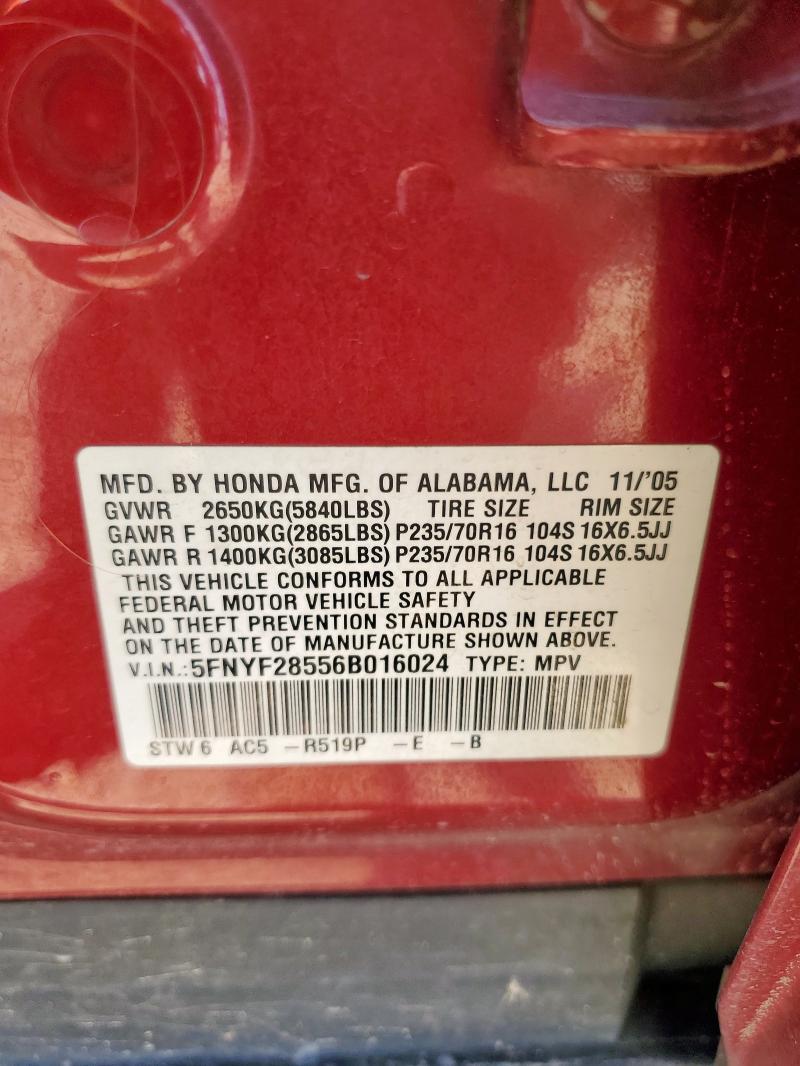 MFD. BY HONDA MFG. OF ALABAMA, LLC 11/'05
GVWR 2650KG(5840LBS) TIRE SIZE RIM SIZE
GAWR F 1300KG(2865LBS) P235/70R16 104S 16X6.5JJ
GAWR R 1400KG(3085LBS) P235/70R16 104S 16X6.5JJ
THIS VEHICLE CONFORMS TO ALL APPLICABLE
FEDERAL MOTOR VEHICLE SAFETY
AND THEFT PREVENTION STANDARDS IN EFFECT
ON THE DATE OF MANUFACTURE SHOWN ABOVE.
V.I.N.:5FNYF28556B016024 TYPE: MPV
STW 6 AC5 –R519P –E –B